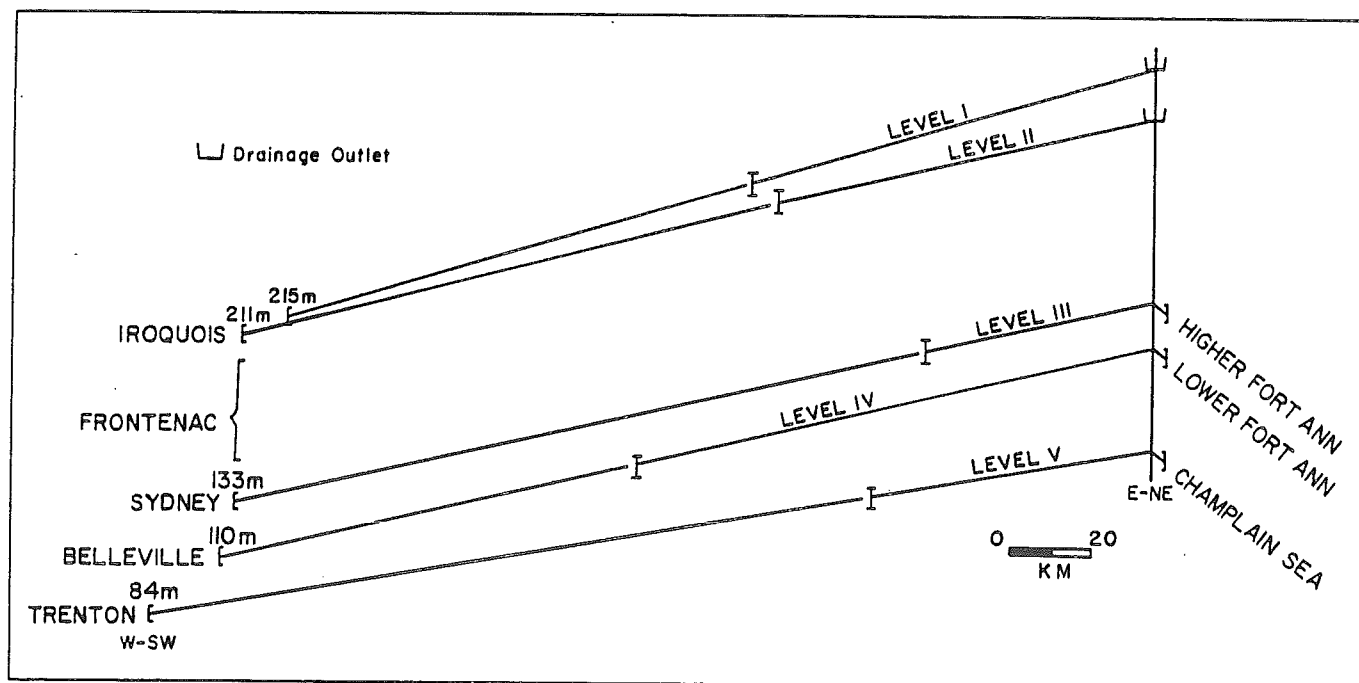 LEVEL I
LEVEL II
Drainage Outlet
215m
211m
IROQUOIS
LEVEL III
HIGHER FORT ANN
FRONTENAC
LEVEL IV
LOWER FORT ANN
133m
SYDNEY
LEVEL V
CHAMPLAIN SEA
E-NE
110m
BELLEVILLE
0 20
KM
84m
TRENTON
W-SW